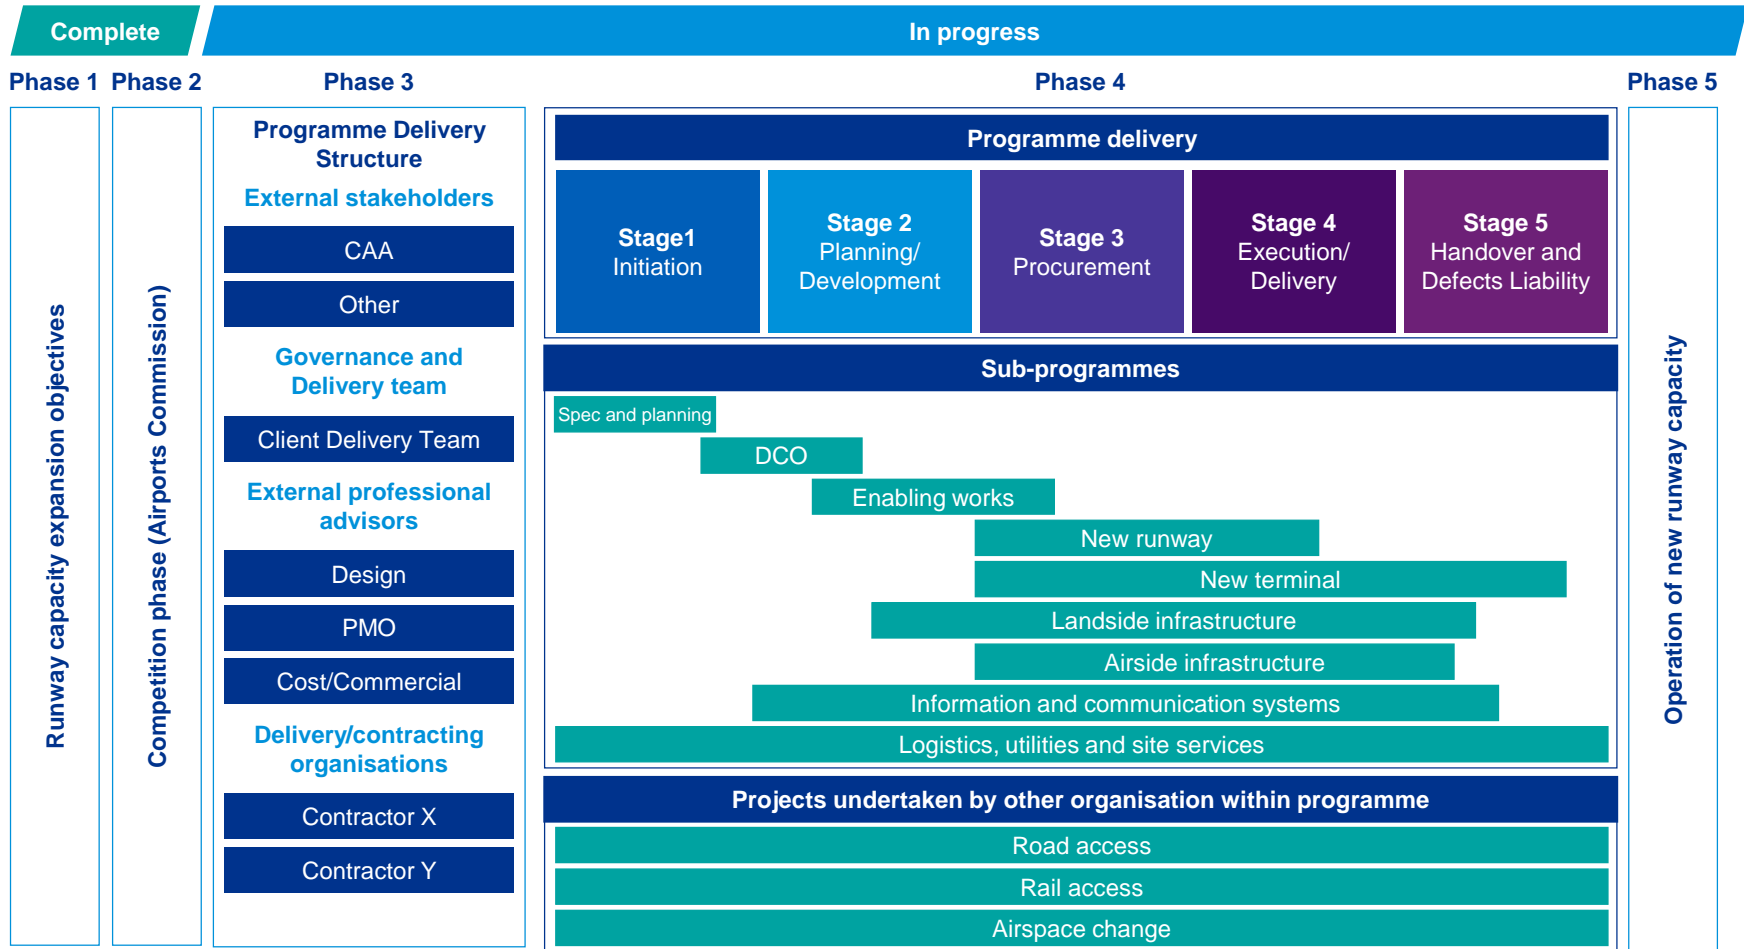 Complete
In progress
Phase 1
Phase 2
Phase 3
Phase 4
Phase 5
Runway capacity expansion objectives
Competition phase (Airports Commission)
Programme Delivery
Structure
External stakeholders
CAA
Other
Governance and
Delivery team
Client Delivery Team
External professional
advisors
Design
PMO
Cost/Commercial
Delivery/contracting
organisations
Contractor X
Contractor Y
Programme delivery
Stage1
Initiation
Stage 2
Planning/
Development
Stage 3
Procurement
Stage 4
Execution/
Delivery
Stage 5
Handover and
Defects Liability
Sub-programmes
Spec and planning
DCO
Enabling works
New runway
New terminal
Landside infrastructure
Airside infrastructure
Information and communication systems
Logistics, utilities and site services
Projects undertaken by other organisation within programme
Road access
Rail access
Airspace change
Operation of new runway capacity